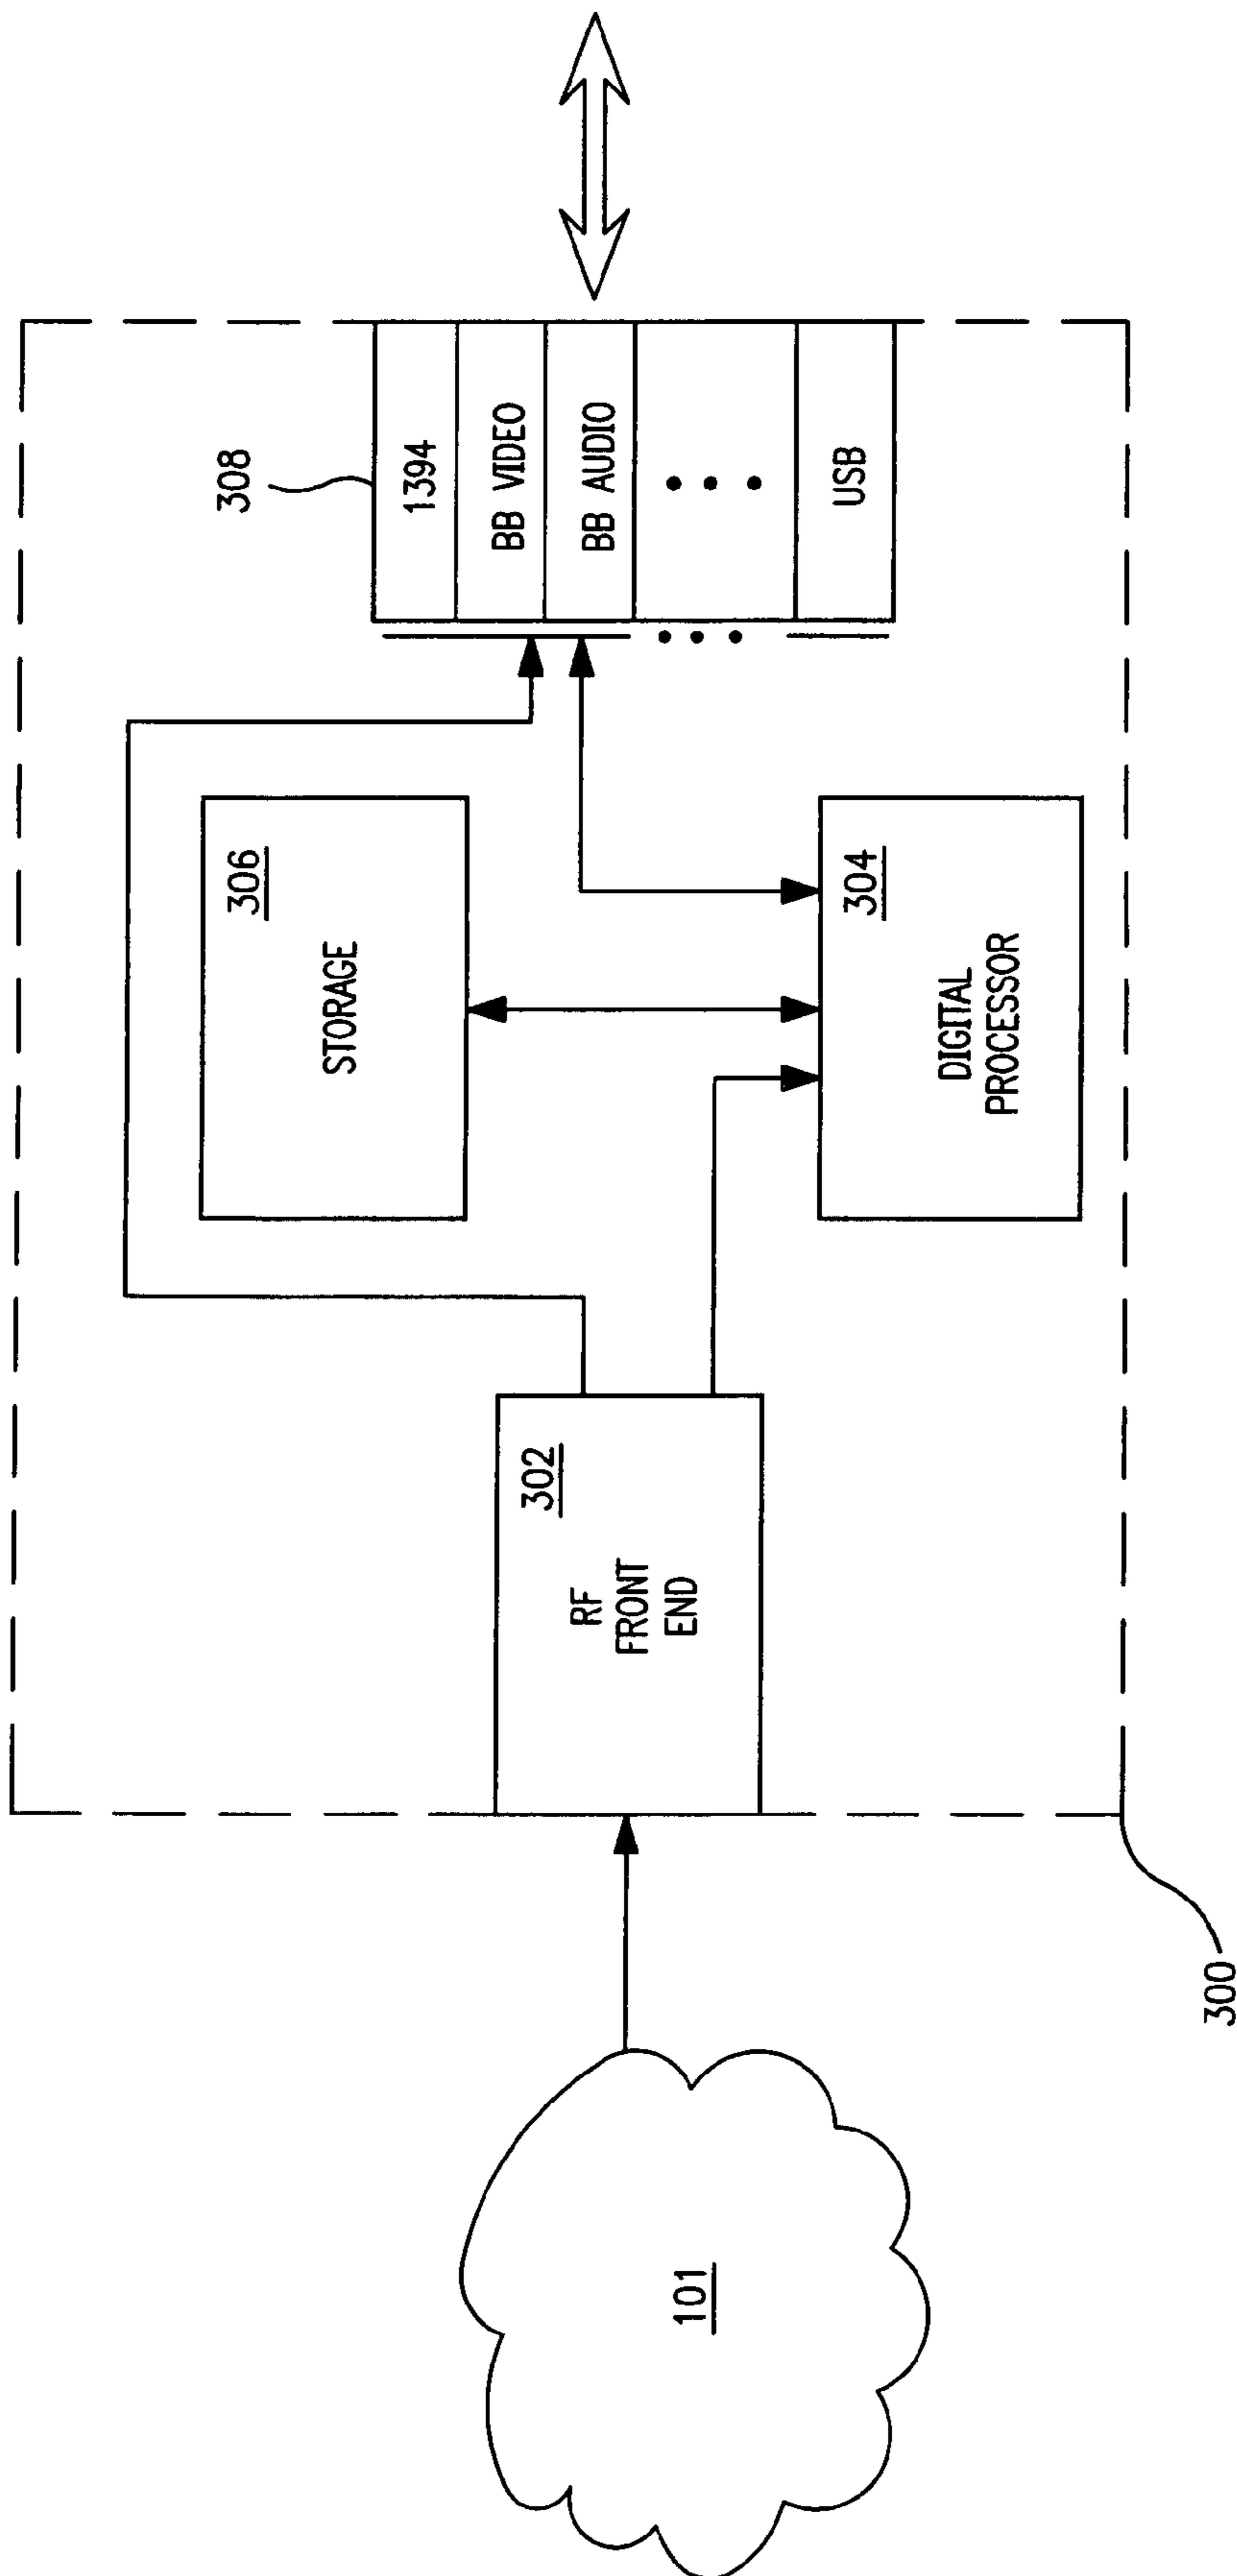 308
1394
BB VIDEO
BB AUDIO
USB
306
STORAGE
304
DIGITAL
PROCESSOR
302
RF
FRONT
END
101
300